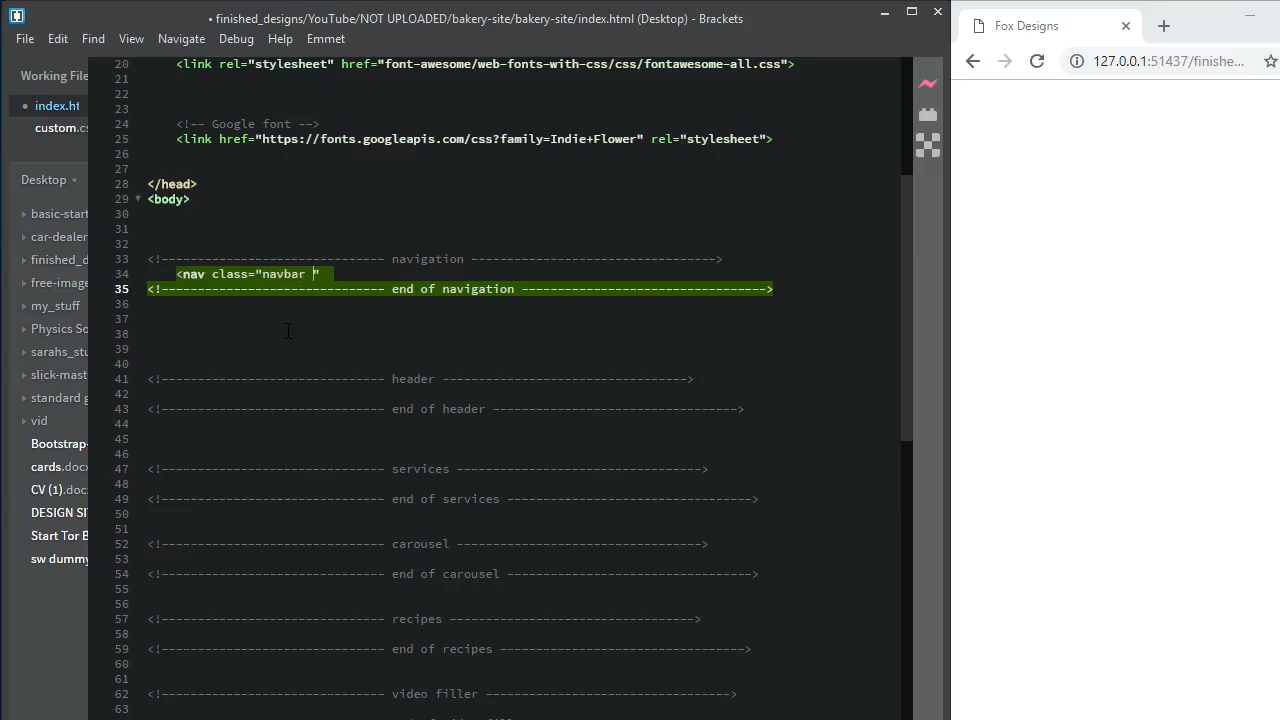 • finished_designs/YouTube/NOT UPLOADED/bakery-site/bakery-site/index.html (Desktop) - Brackets
File Edit Find View Navigate Debug Help Emmet
Working File
index.ht
custom.cs
Desktop
basic-start
car-dealer
finished_d
free-image
my_stuff
Physics So
sarahs_stu
slick-mast
standard g
vid
Bootstrap-
cards.docx
CV (1).docx
DESIGN SI
Start Tor B
sw dummy
20 <link rel="stylesheet" href="font-awesome/web-fonts-with-css/css/fontawesome-all.css">
21
22
23
24 <!-- Google font -->
25 <link href="https://fonts.googleapis.com/css?family=Indie+Flower" rel="stylesheet">
26
27
28 </head>
29 <body>
30
31
32
33 <!------------------------------- navigation ---------------------------------->
34 <nav class="navbar "
35 <!------------------------------- end of navigation ---------------------------------->
36
37
38
39
40
41 <!------------------------------- header ---------------------------------->
42
43 <!------------------------------- end of header ---------------------------------->
44
45
46
47 <!------------------------------- services ---------------------------------->
48
49 <!------------------------------- end of services ---------------------------------->
50
51
52 <!------------------------------- carousel ---------------------------------->
53
54 <!------------------------------- end of carousel ---------------------------------->
55
56
57 <!------------------------------- recipes ---------------------------------->
58
59 <!------------------------------- end of recipes ---------------------------------->
60
61
62 <!------------------------------- video filler ---------------------------------->
63
Fox Designs
127.0.0.1:51437/finishe...